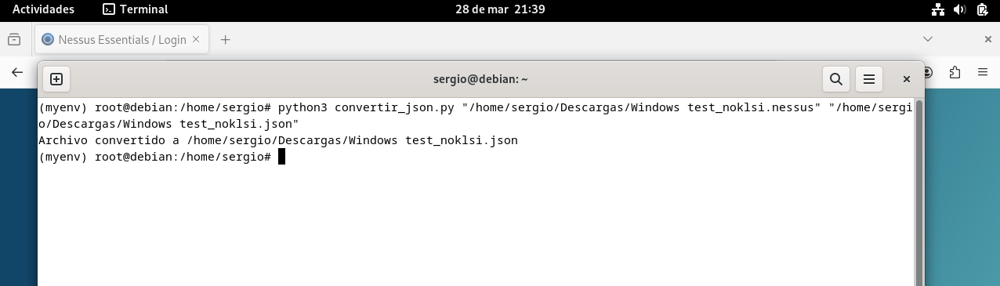 Actividades Terminal 28 de mar 21:39
Nessus Essentials / Login
sergio@debian: ~
(myenv) root@debian:/home/sergio# python3 convertir_json.py "/home/sergio/Descargas/Windows test_noklsi.nessus" "/home/sergi
o/Descargas/Windows test_noklsi.json"
Archivo convertido a /home/sergio/Descargas/Windows test_noklsi.json
(myenv) root@debian:/home/sergio#